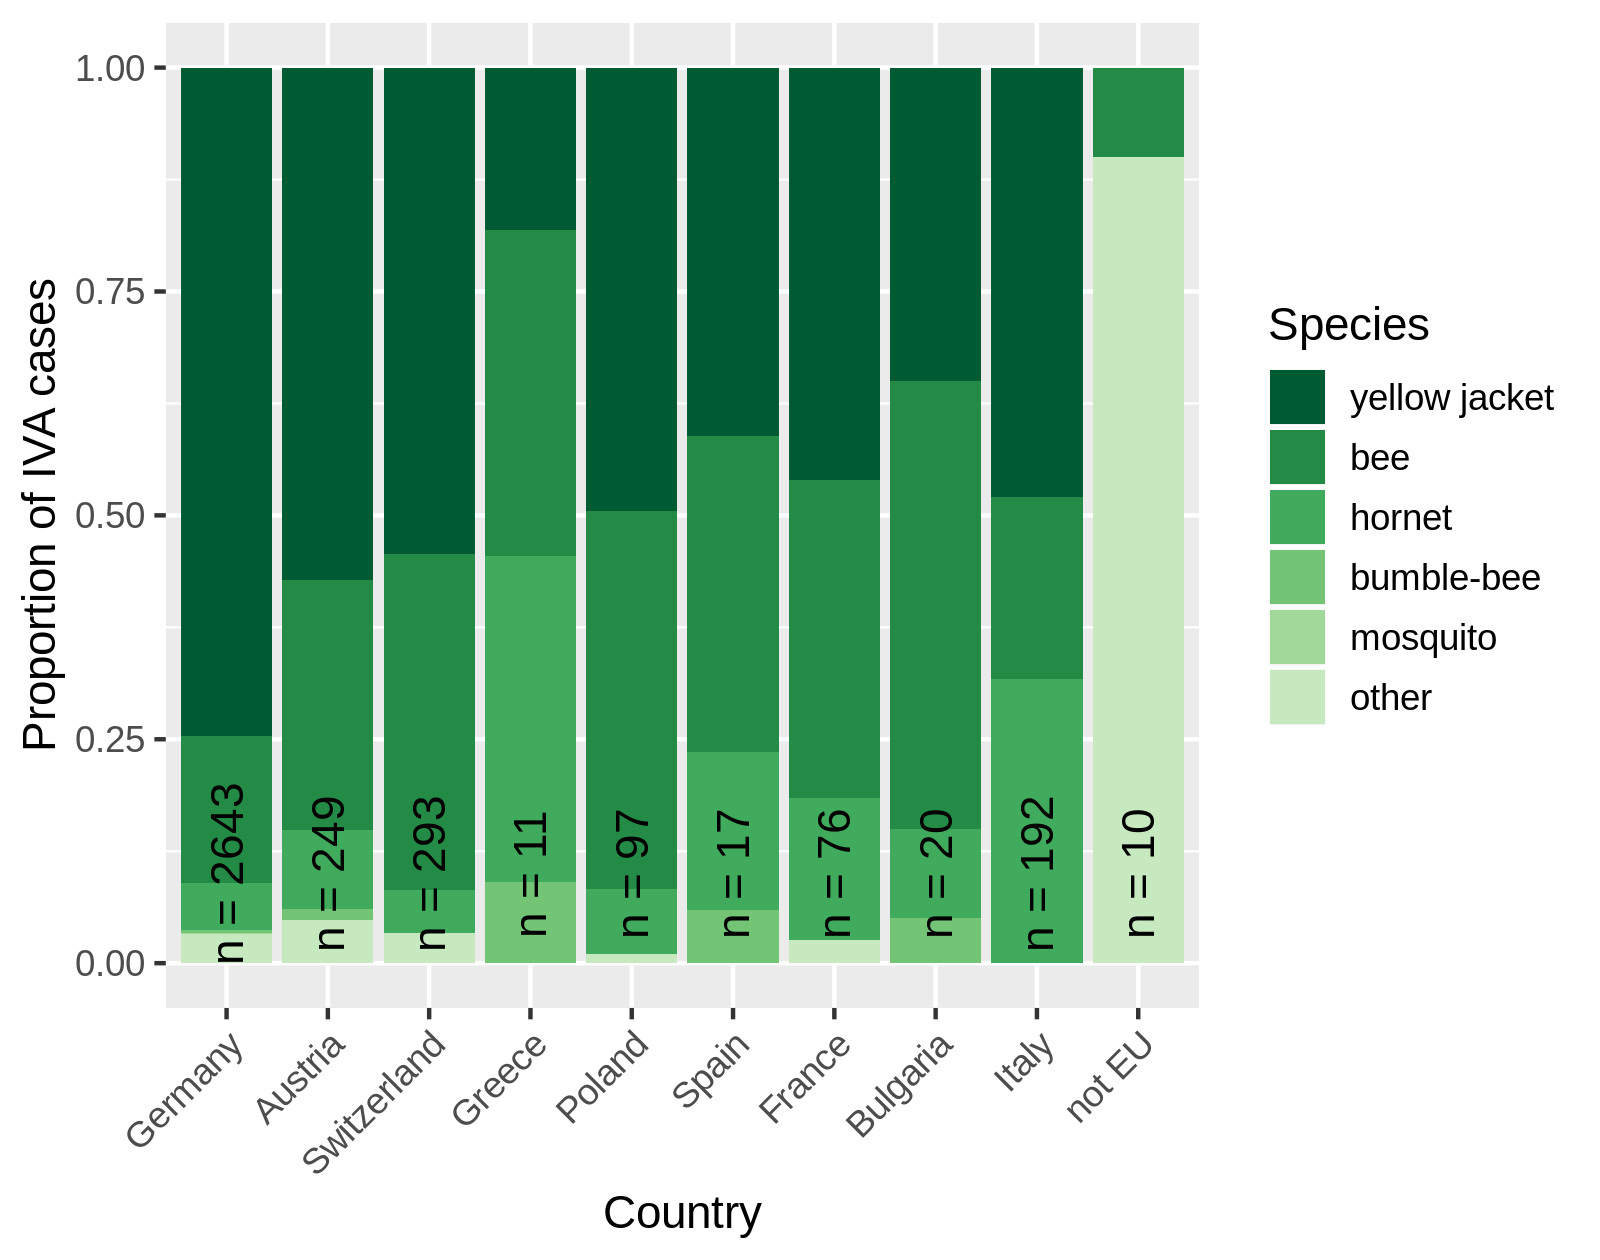 1.00
0.75
0.50
0.25
0.00
Proportion of IVA cases
n = 2643
n = 249
n = 293
n = 11
n = 97
n = 17
n = 76
n = 20
n = 192
n = 10
Germany
Austria
Switzerland
Greece
Poland
Spain
France
Bulgaria
Italy
not EU
Country
Species
yellow jacket
bee
hornet
bumble-bee
mosquito
other